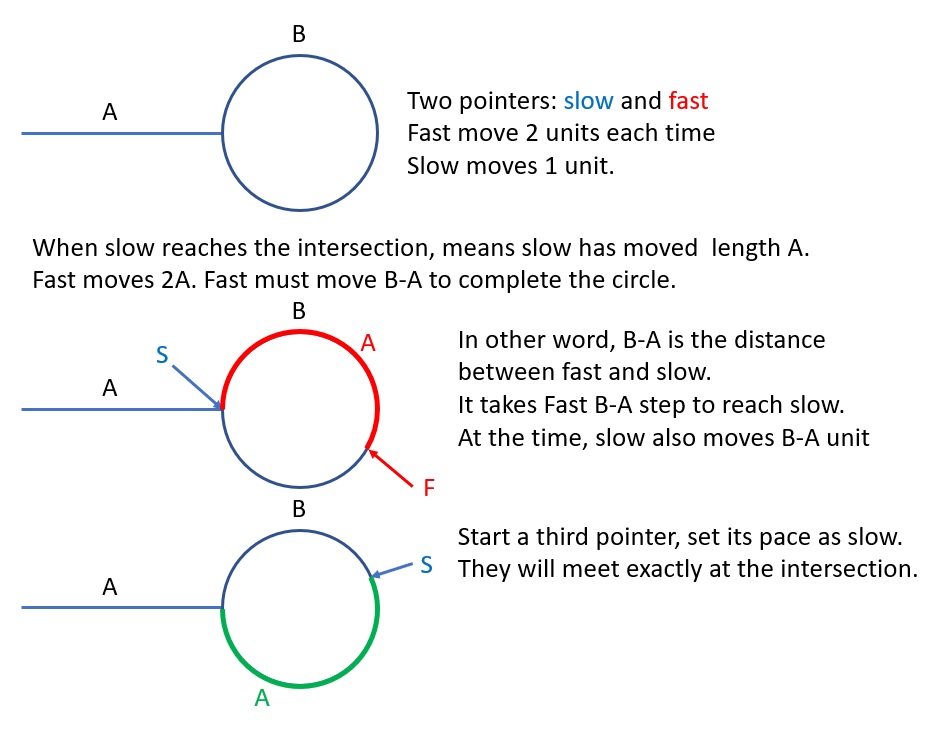 B
A
Two pointers: slow and fast
Fast move 2 units each time
Slow moves 1 unit.
When slow reaches the intersection, means slow has moved  length A.
Fast moves 2A. Fast must move B-A to complete the circle.
B
A
S
A
F
In other word, B-A is the distance
between fast and slow.
It takes Fast B-A step to reach slow.
At the time, slow also moves B-A unit
B
A
S
A
Start a third pointer, set its pace as slow.
They will meet exactly at the intersection.